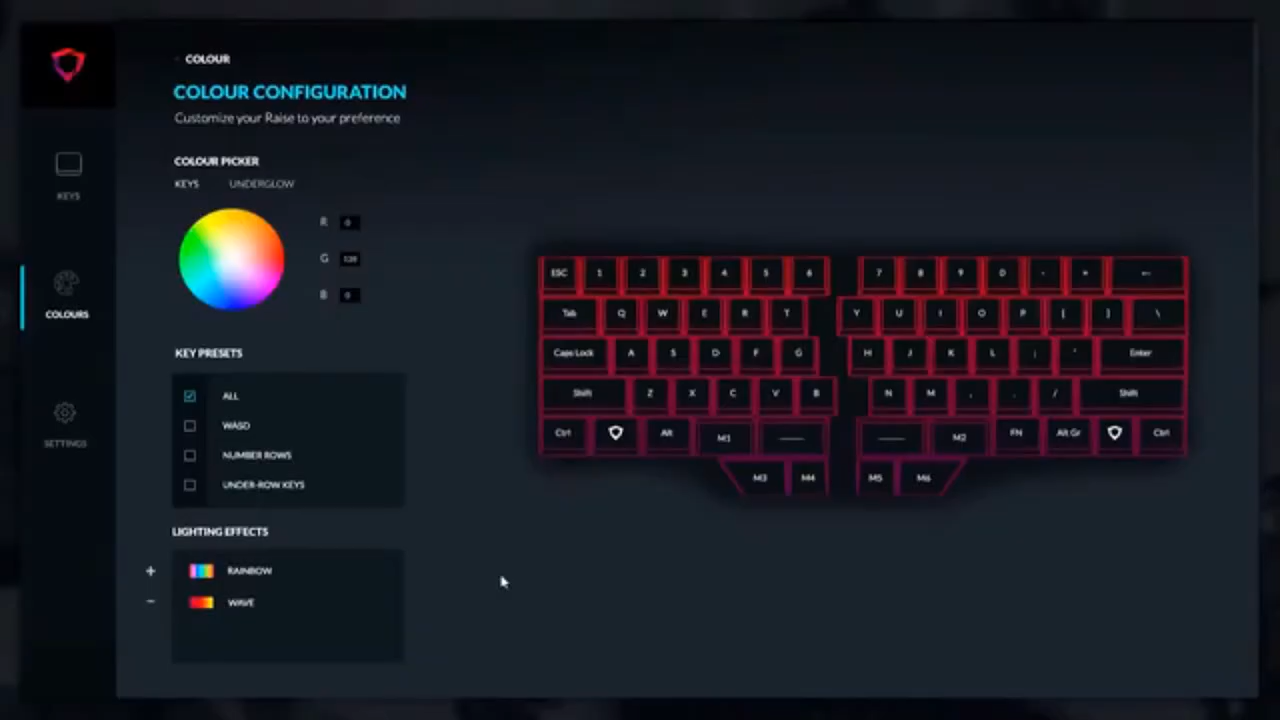 COLOUR
COLOUR CONFIGURATION
Customize your Raise to your preference
COLOUR PICKER
KEYS UNDERGLOW
R 0
G 128
B 0
KEY PRESETS
ALL
WASD
NUMBER ROWS
UNDER-ROW KEYS
LIGHTING EFFECTS
+ RAINBOW
- WAVE
KEYS
COLOURS
SETTINGS
ESC 1 2 3 4 5 6 7 8 9 0 - = ←
Tab Q W E R T Y U I O P [ ] \
Caps Lock A S D F G H J K L ; ' Enter
Shift Z X C V B N M , . / Shift
Ctrl Alt M1 M2 FN Alt Gr Ctrl
M3 M4 M5 M6